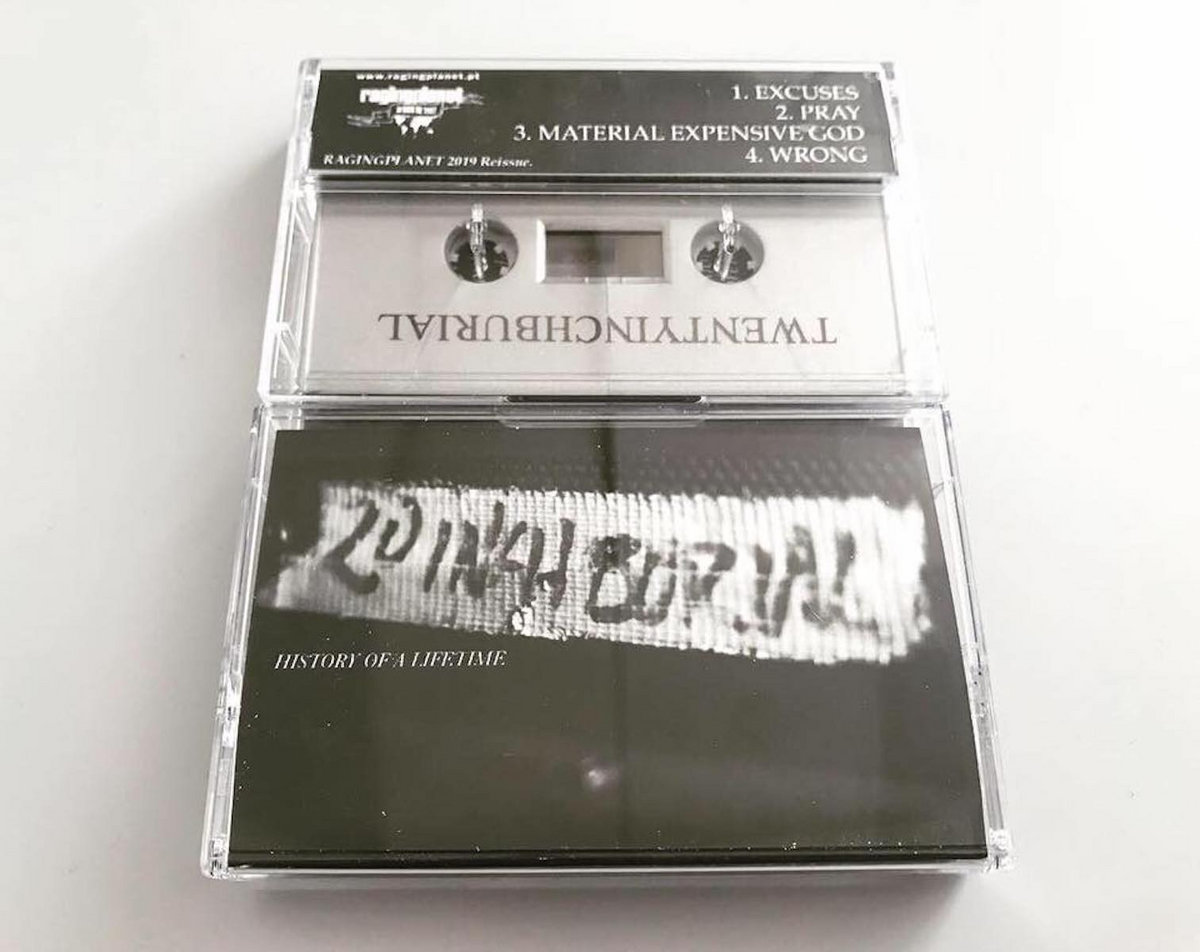 www.ragingplanet.pt
ragingplanet
RAGINGPLANET 2019 Reissue.
1. EXCUSES
2. PRAY
3. MATERIAL EXPENSIVE GOD
4. WRONG
TWENTYINCHBURIAL
20 INCH BURIAL
HISTORY OF A LIFETIME